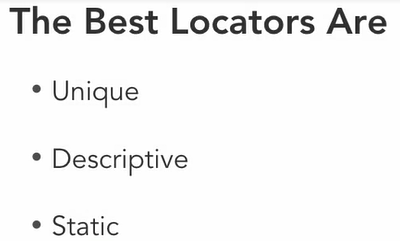 The Best Locators Are
• Unique
• Descriptive
• Static